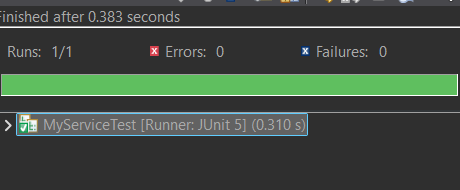 Finished after 0.383 seconds
Runs: 1/1 Errors: 0 Failures: 0
MyServiceTest [Runner: JUnit 5] (0.310 s)